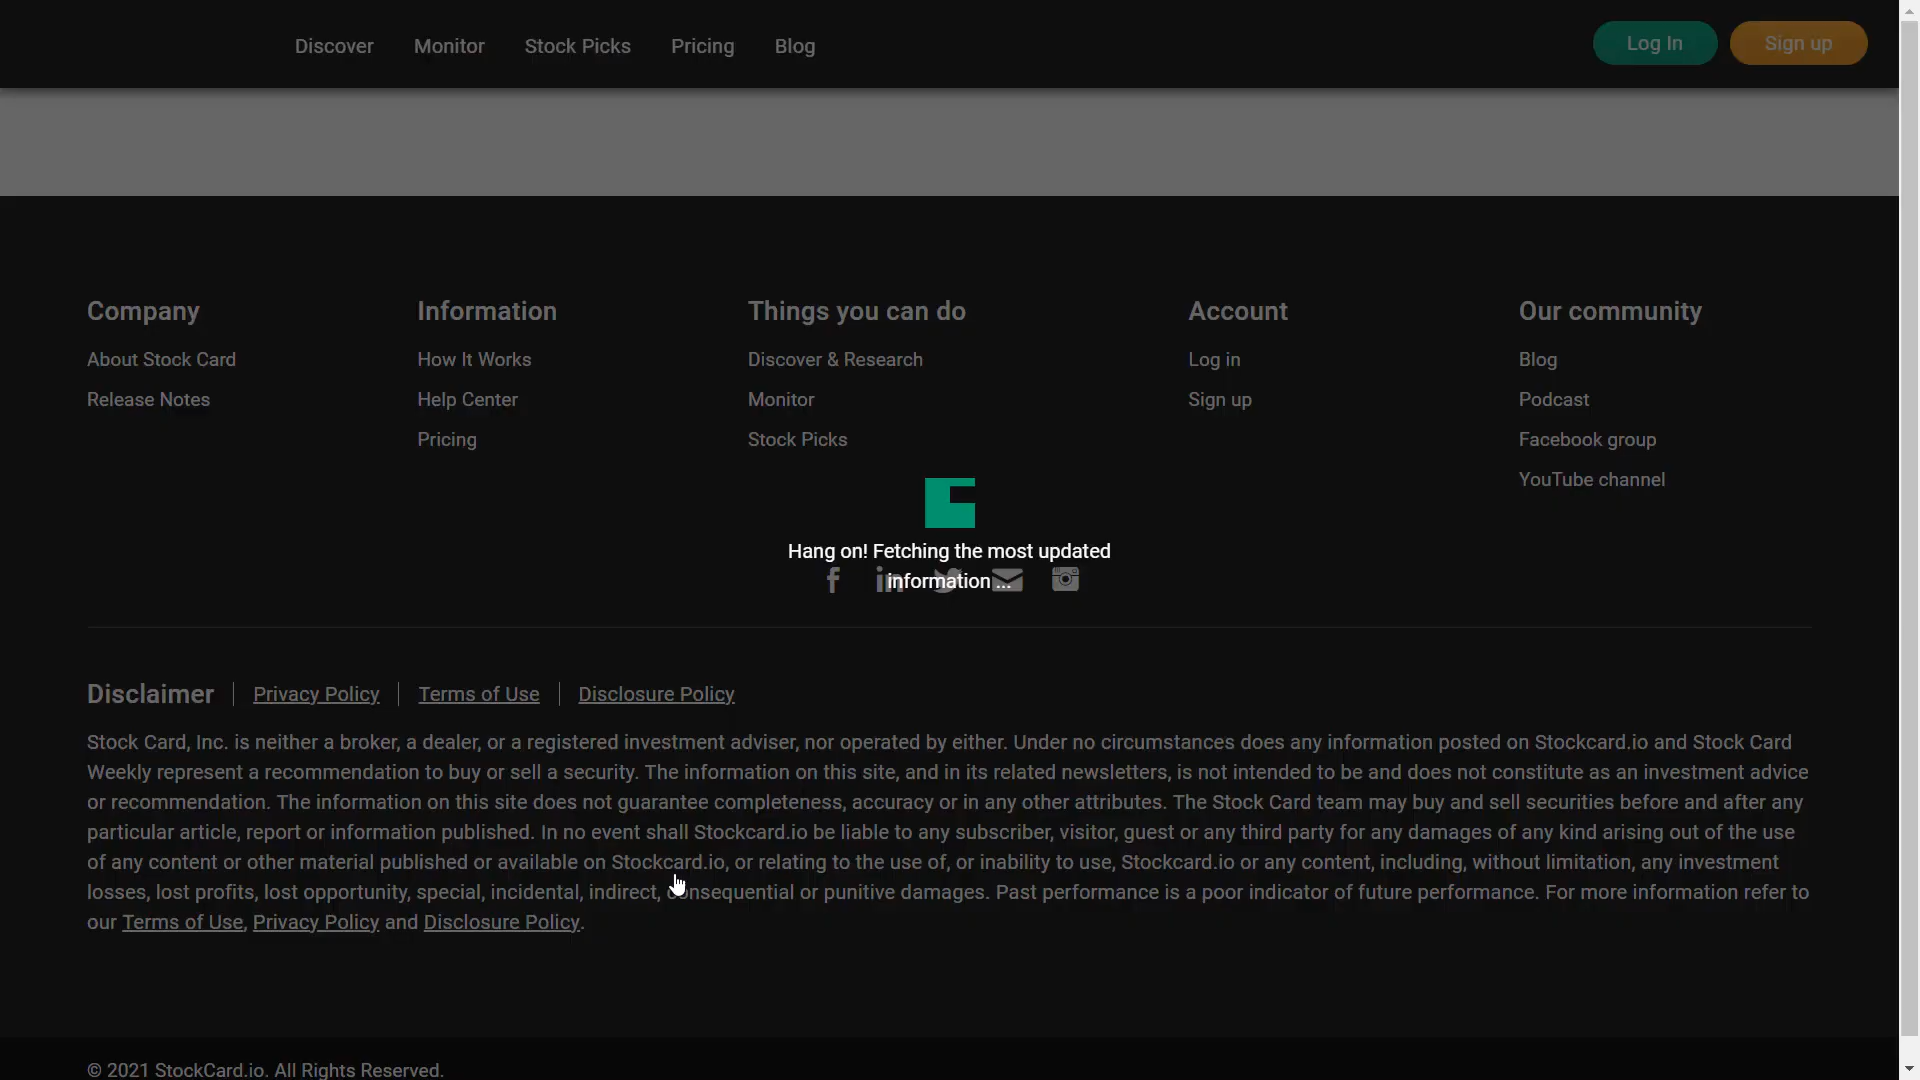 Discover Monitor Stock Picks Pricing Blog Log In Sign up
Company
About Stock Card
Release Notes
Information
How It Works
Help Center
Pricing
Things you can do
Discover & Research
Monitor
Stock Picks
Account
Log in
Sign up
Our community
Blog
Podcast
Facebook group
YouTube channel
Hang on! Fetching the most updated
information ...
Disclaimer Privacy Policy Terms of Use Disclosure Policy
Stock Card, Inc. is neither a broker, a dealer, or a registered investment adviser, nor operated by either. Under no circumstances does any information posted on Stockcard.io and Stock Card
Weekly represent a recommendation to buy or sell a security. The information on this site, and in its related newsletters, is not intended to be and does not constitute as an investment advice
or recommendation. The information on this site does not guarantee completeness, accuracy or in any other attributes. The Stock Card team may buy and sell securities before and after any
particular article, report or information published. In no event shall Stockcard.io be liable to any subscriber, visitor, guest or any third party for any damages of any kind arising out of the use
of any content or other material published or available on Stockcard.io, or relating to the use of, or inability to use, Stockcard.io or any content, including, without limitation, any investment
losses, lost profits, lost opportunity, special, incidental, indirect, consequential or punitive damages. Past performance is a poor indicator of future performance. For more information refer to
our Terms of Use, Privacy Policy and Disclosure Policy.
© 2021 StockCard.io. All Rights Reserved.